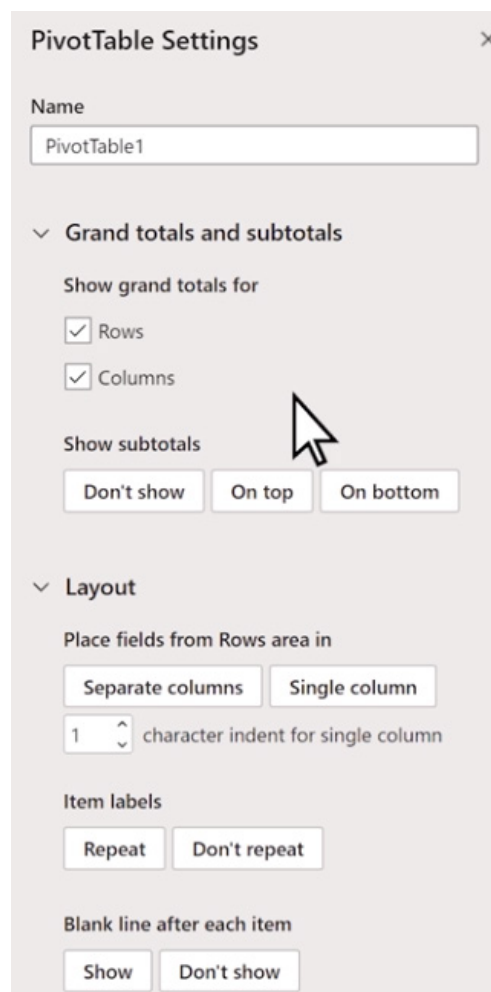 PivotTable Settings
Name
PivotTable1
Grand totals and subtotals
Show grand totals for
Rows
Columns
Show subtotals
Don't show On top On bottom
Layout
Place fields from Rows area in
Separate columns Single column
1 character indent for single column
Item labels
Repeat Don't repeat
Blank line after each item
Show Don't show